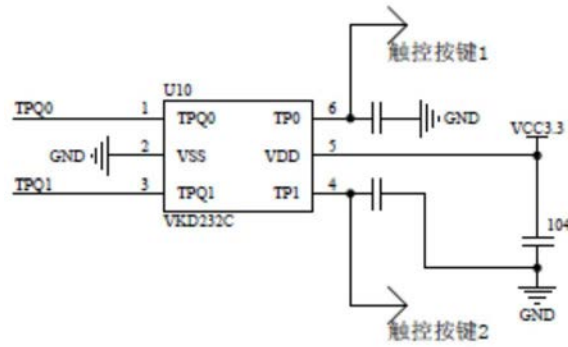 触控按键1
U10
TPQ0 1 TPQ0 TP0 6 GND
VCC3.3
GND 2 VSS VDD 5
TPQ1 3 TPQ1 TP1 4
VKD232C
104
GND
触控按键2